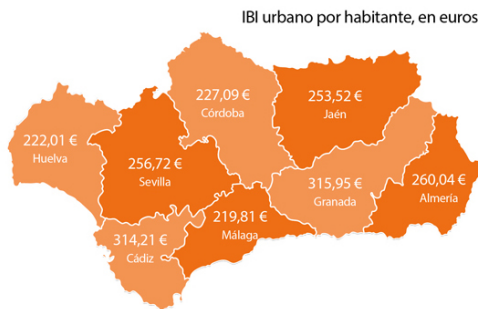 IBI urbano por habitante, en euros
227,09 €
Córdoba
253,52 €
Jaén
222,01 €
Huelva
256,72 €
Sevilla
315,95 €
Granada
260,04 €
Almería
219,81 €
Málaga
314,21 €
Cádiz